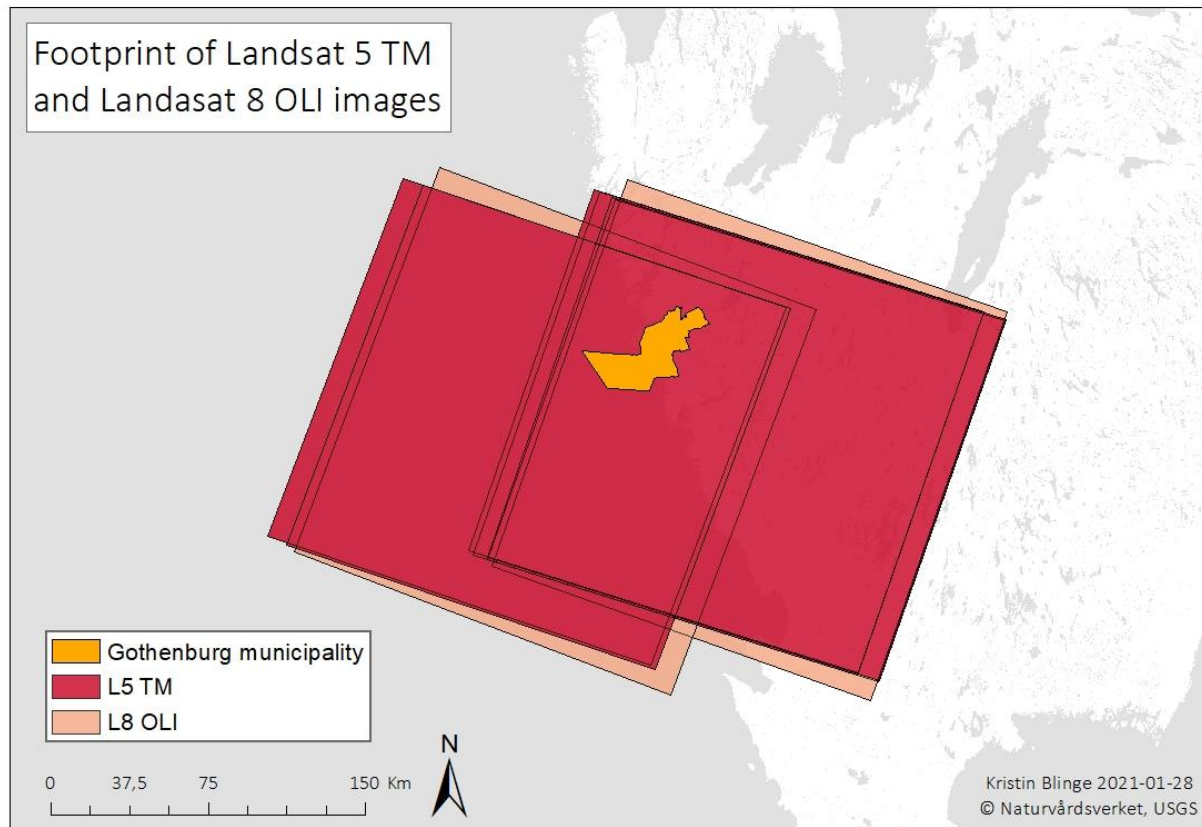 Footprint of Landsat 5 TM
and Landasat 8 OLI images
Gothenburg municipality
L5 TM
L8 OLI
0 37,5 75 150 Km
N
Kristin Blinge 2021-01-28
© Naturvårdsverket, USGS